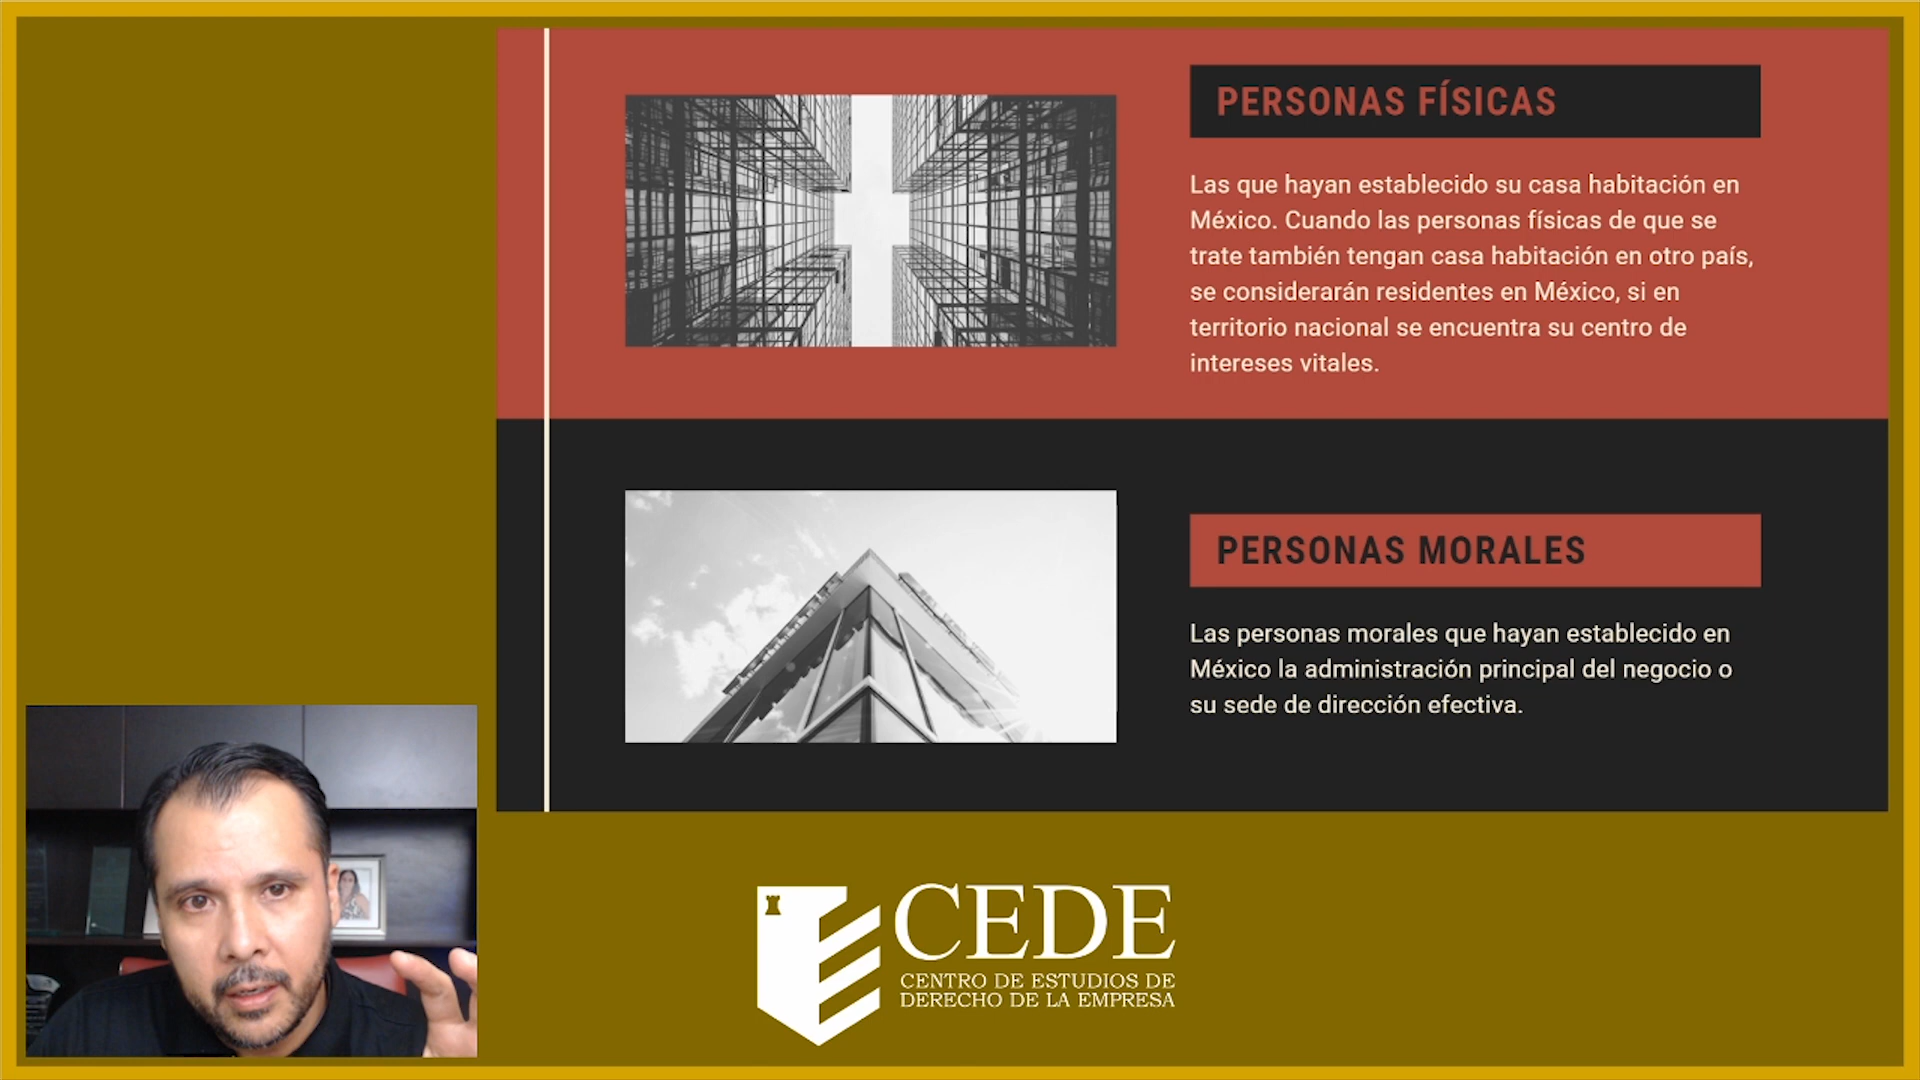 PERSONAS FÍSICAS
Las que hayan establecido su casa habitación en
México. Cuando las personas físicas de que se
trate también tengan casa habitación en otro país,
se considerarán residentes en México, si en
territorio nacional se encuentra su centro de
intereses vitales.
PERSONAS MORALES
Las personas morales que hayan establecido en
México la administración principal del negocio o
su sede de dirección efectiva.
CEDE
CENTRO DE ESTUDIOS DE
DERECHO DE LA EMPRESA